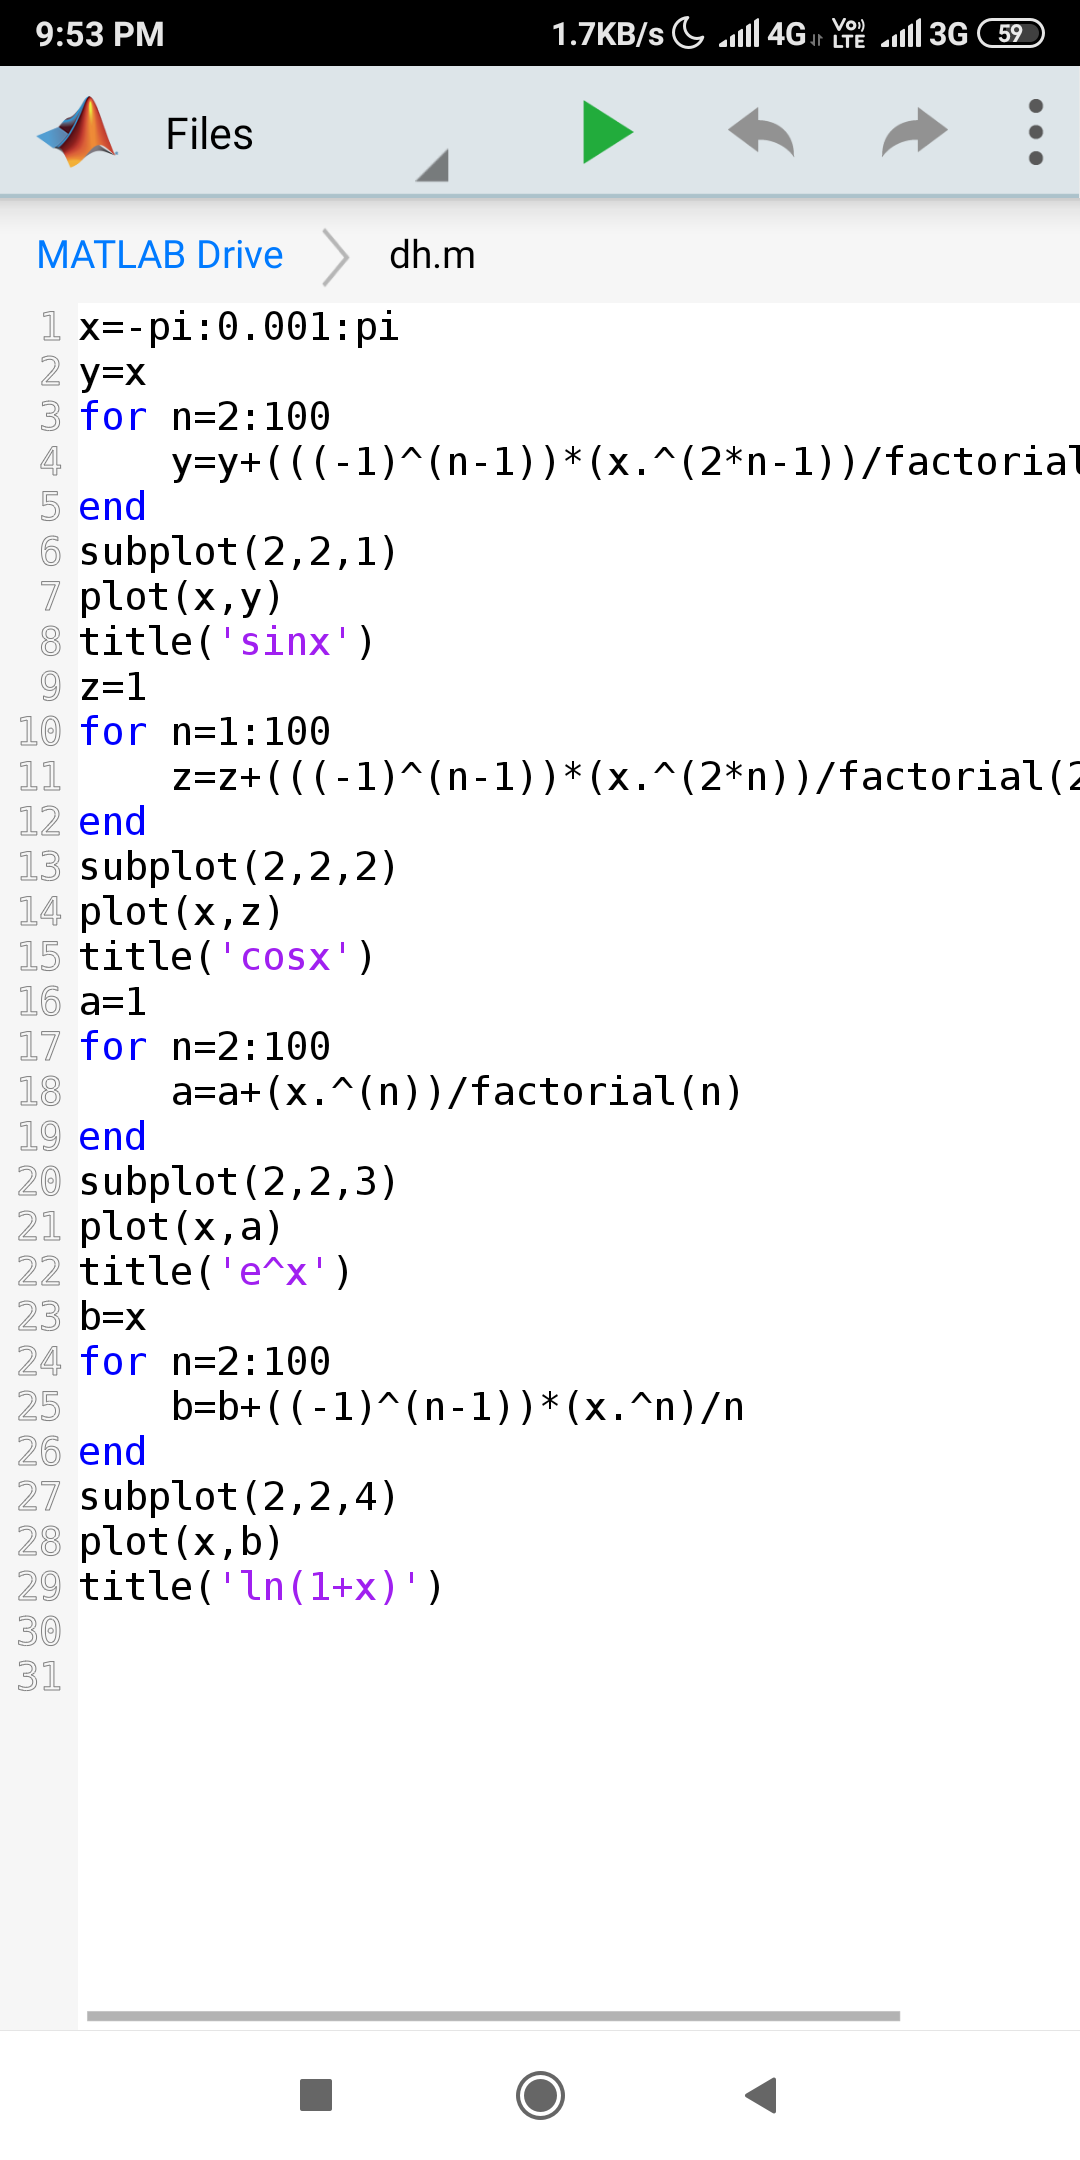 9:53 PM 1.7KB/s 4G Vo)) LTE 3G 59
Files
MATLAB Drive dh.m
1 x=-pi:0.001:pi
2 y=x
3 for n=2:100
4 y=y+(((-1)^(n-1))*(x.^(2*n-1))/factorial
5 end
6 subplot(2,2,1)
7 plot(x,y)
8 title('sinx')
9 z=1
10 for n=1:100
11 z=z+(((-1)^(n-1))*(x.^(2*n))/factorial(2
12 end
13 subplot(2,2,2)
14 plot(x,z)
15 title('cosx')
16 a=1
17 for n=2:100
18 a=a+(x.^(n))/factorial(n)
19 end
20 subplot(2,2,3)
21 plot(x,a)
22 title('e^x')
23 b=x
24 for n=2:100
25 b=b+((-1)^(n-1))*(x.^n)/n
26 end
27 subplot(2,2,4)
28 plot(x,b)
29 title('ln(1+x)')
30
31